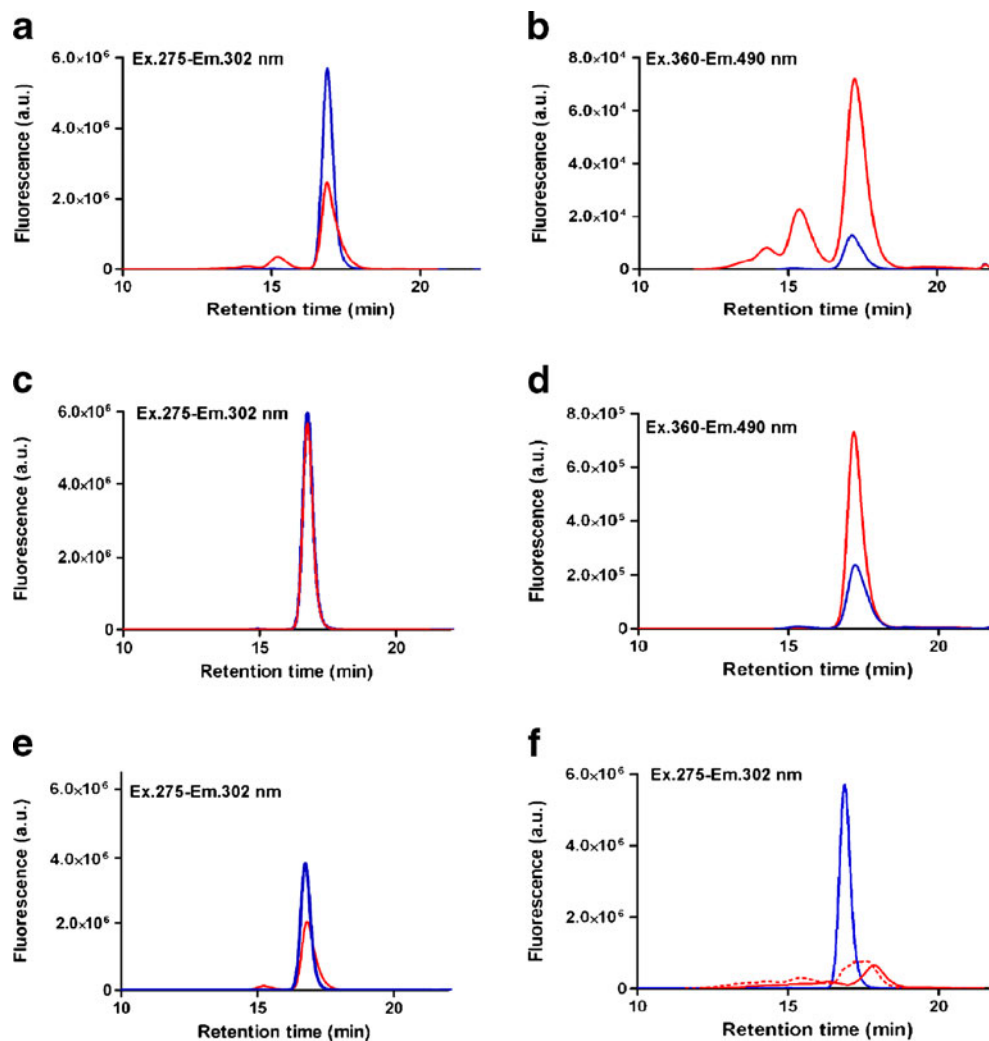 a
Ex.275-Em.302 nm
6.0×10⁶
4.0×10⁶
2.0×10⁶
0
10
15
20
Fluorescence (a.u.)
Retention time (min)
b
Ex.360-Em.490 nm
8.0×10⁴
6.0×10⁴
4.0×10⁴
2.0×10⁴
0
10
15
20
Fluorescence (a.u.)
Retention time (min)
c
Ex.275-Em.302 nm
6.0×10⁶
4.0×10⁶
2.0×10⁶
0
10
15
20
Fluorescence (a.u.)
Retention time (min)
d
Ex.360-Em.490 nm
8.0×10⁵
6.0×10⁵
4.0×10⁵
2.0×10⁵
0
10
15
20
Fluorescence (a.u.)
Retention time (min)
e
Ex.275-Em.302 nm
6.0×10⁶
4.0×10⁶
2.0×10⁶
0
10
15
20
Fluorescence (a.u.)
Retention time (min)
f
Ex.275-Em.302 nm
6.0×10⁶
4.0×10⁶
2.0×10⁶
0
10
15
20
Fluorescence (a.u.)
Retention time (min)